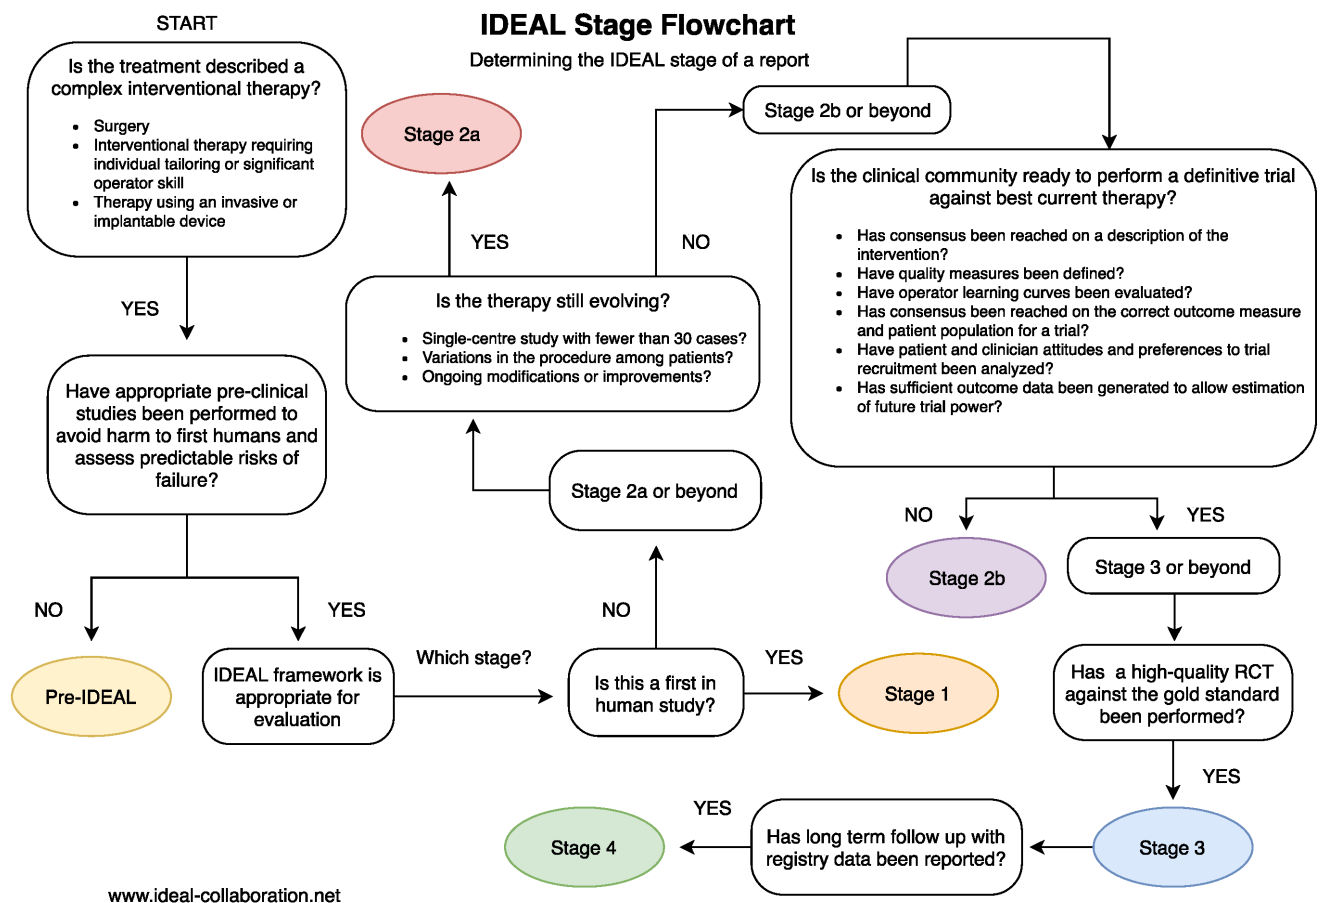 IDEAL Stage Flowchart
Determining the IDEAL stage of a report
START
Is the treatment described a
complex interventional therapy?
• Surgery
• Interventional therapy requiring
individual tailoring or significant
operator skill
• Therapy using an invasive or
implantable device
YES
Have appropriate pre-clinical
studies been performed to
avoid harm to first humans and
assess predictable risks of
failure?
NO
YES
Pre-IDEAL
IDEAL framework is
appropriate for
evaluation
Which stage?
Is this a first in
human study?
YES
Stage 1
NO
Stage 2a or beyond
Is the therapy still evolving?
• Single-centre study with fewer than 30 cases?
• Variations in the procedure among patients?
• Ongoing modifications or improvements?
YES
Stage 2a
NO
Stage 2b or beyond
Is the clinical community ready to perform a definitive trial
against best current therapy?
• Has consensus been reached on a description of the
intervention?
• Have quality measures been defined?
• Have operator learning curves been evaluated?
• Has consensus been reached on the correct outcome measure
and patient population for a trial?
• Have patient and clinician attitudes and preferences to trial
recruitment been analyzed?
• Has sufficient outcome data been generated to allow estimation
of future trial power?
NO
Stage 2b
YES
Stage 3 or beyond
Has a high-quality RCT
against the gold standard
been performed?
YES
Stage 3
Has long term follow up with
registry data been reported?
YES
Stage 4
www.ideal-collaboration.net